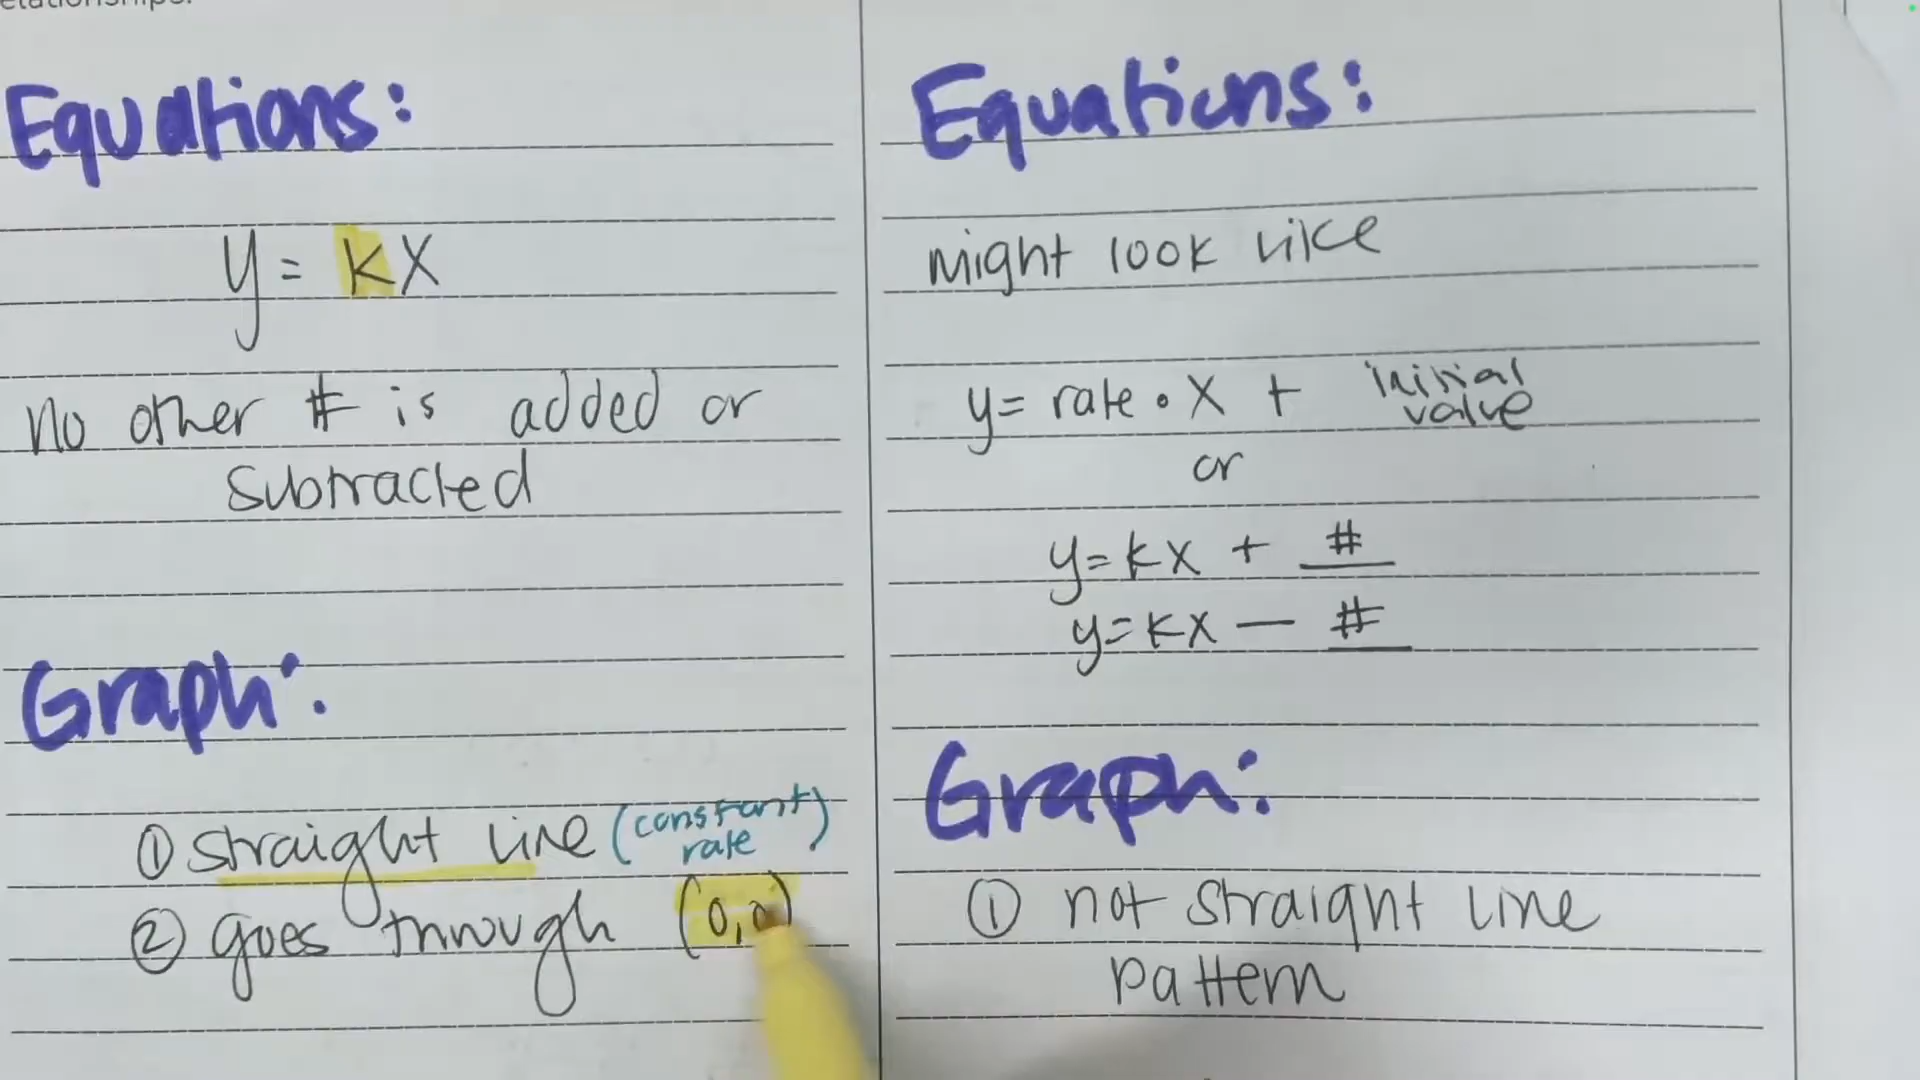 Equations:
y = kx
no other # is added or
subtracted
Graph:
① straight line (constant
rate)
② goes through (0,0)
Equations:
might look like
y = rate • x + initial
value
or
y = kx + #
y = kx — #
Graph:
① not straight line
pattern